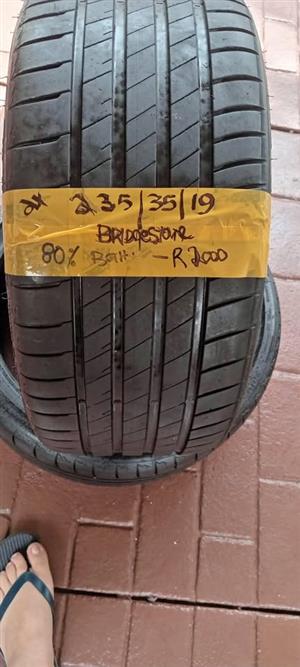 2x 235/35/19
BRIDGESTONE
80% Both - R2000